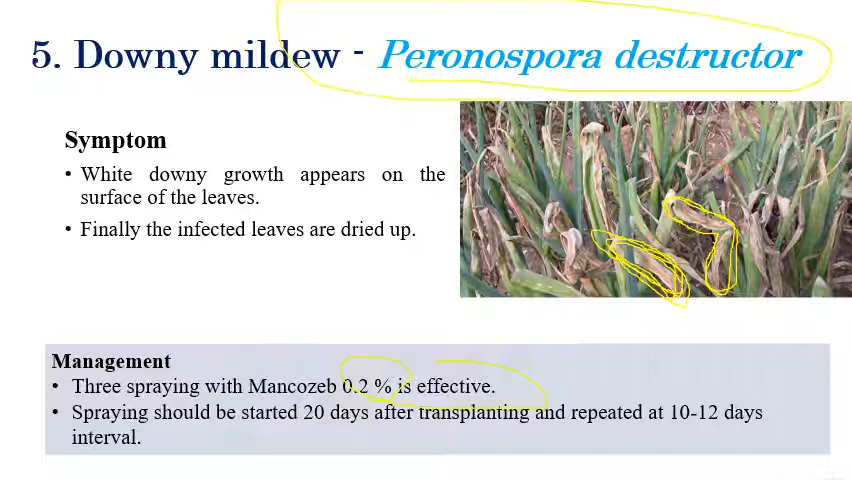 5. Downy mildew - Peronospora destructor
Symptom
• White downy growth appears on the
surface of the leaves.
• Finally the infected leaves are dried up.
Management
• Three spraying with Mancozeb 0.2 % is effective.
• Spraying should be started 20 days after transplanting and repeated at 10-12 days
interval.